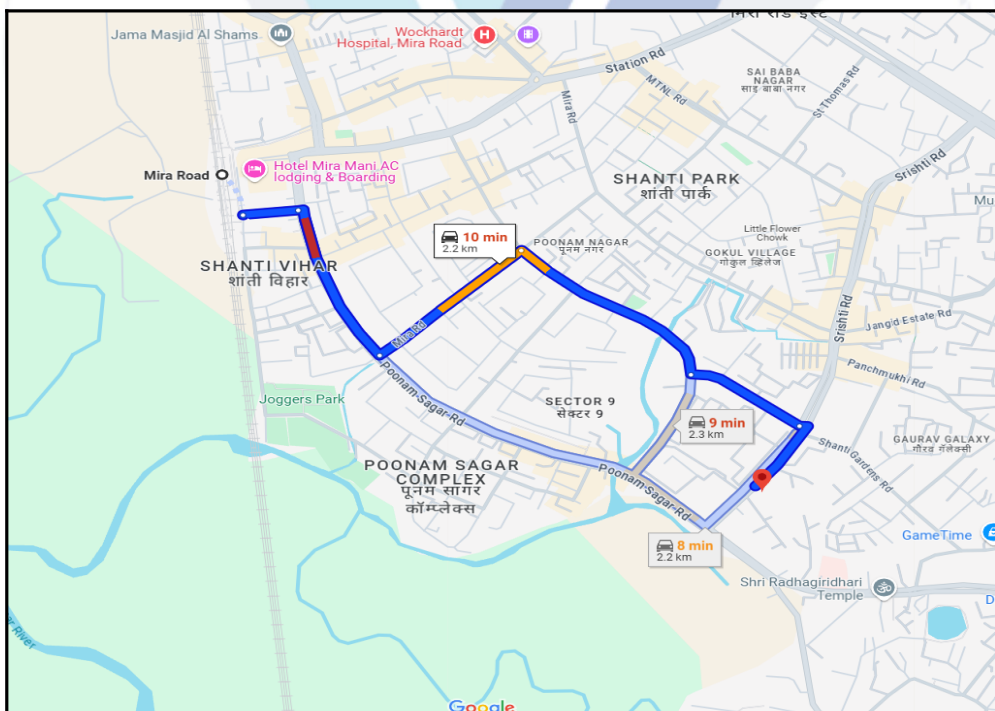 मिरा रोड ईस्ट
Jama Masjid Al Shams
Wockhardt
Hospital, Mira Road
Station Rd
SAI BABA
NAGAR
साइ बाबा नगर
MTNL Rd
St Thomas Rd
Mira Rd
Srishti Rd
Mira Road
Hotel Mira Mani AC
lodging & Boarding
SHANTI PARK
शांती पार्क
Mu
Little Flower
Chowk
10 min
2.2 km
POONAM NAGAR
पूनम नगर
GOKUL VILLAGE
गोकुल व्हिलेज
SHANTI VIHAR
शांती विहार
Srishti Rd
Jangid Estate Rd
Mira Rd
Panchmukhi Rd
Poonam-Sagar-Rd
Joggers Park
SECTOR 9
सेक्टर 9
9 min
2.3 km
Shanti Gardens Rd
GAURAV GALAXY
गौरव गॅलेक्सी
POONAM SAGAR
COMPLEX
पूनम सागर
कॉम्प्लेक्स
Poonam-Sagar-Rd
8 min
2.2 km
GameTime
Shri Radhagiridhari
Temple
D
River
Google